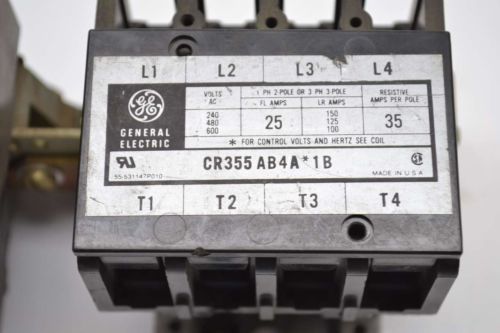 L1 L2 L3 L4
GE
GENERAL
ELECTRIC
VOLTS
AC
240
480
600
1 PH 2-POLE OR 3 PH 3-POLE
FL AMPS
25
LR AMPS
150
125
100
RESISTIVE
AMPS PER POLE
35
* FOR CONTROL VOLTS AND HERTZ SEE COIL
CR355 AB4A*1B
55-531147P010
MADE IN U.S.A.
T1 T2 T3 T4